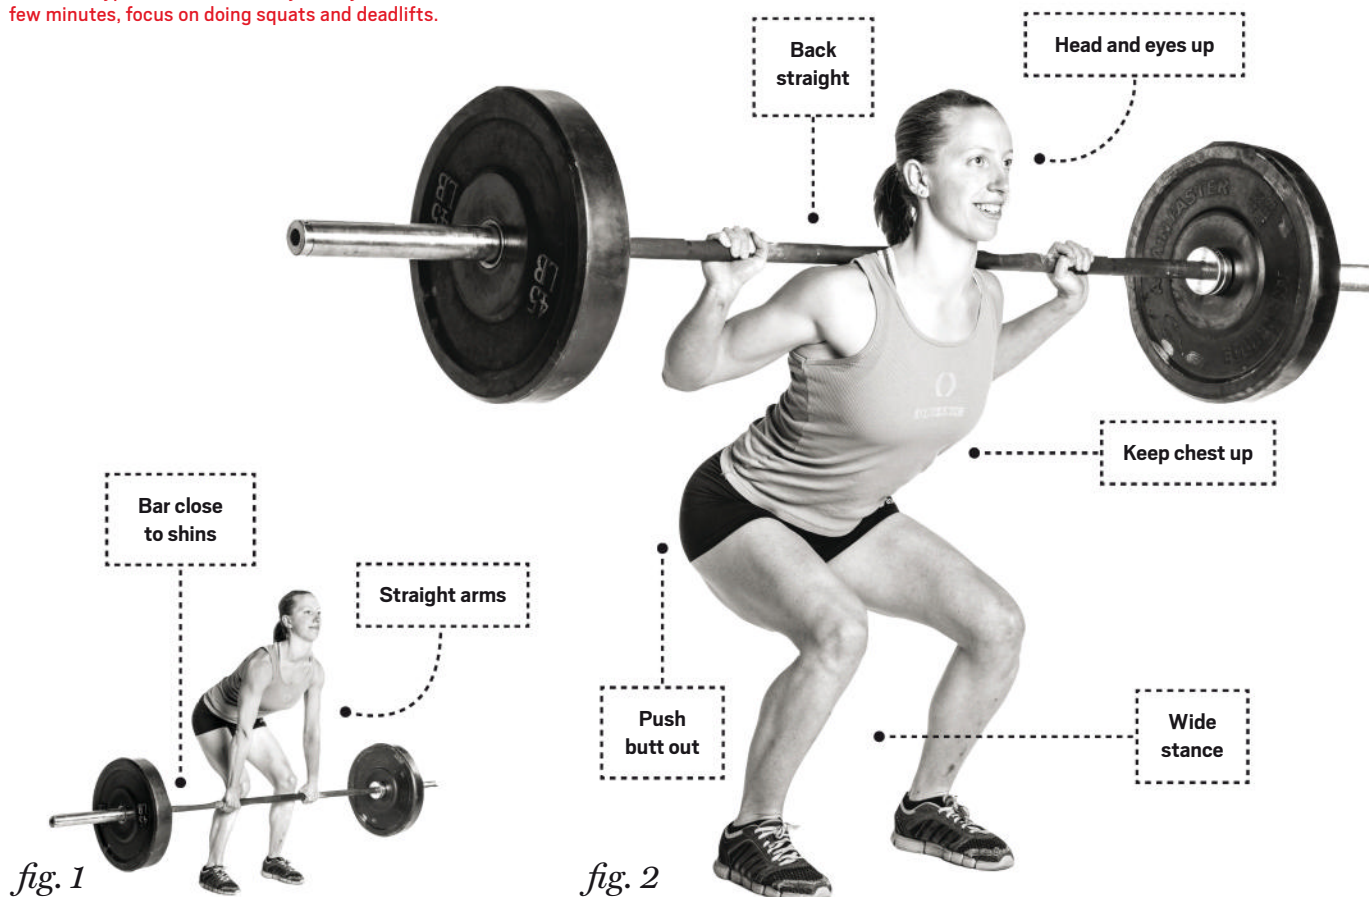 few minutes, focus on doing squats and deadlifts.
Back
straight
Head and eyes up
Keep chest up
Bar close
to shins
Straight arms
Push
butt out
Wide
stance
fig. 1
fig. 2